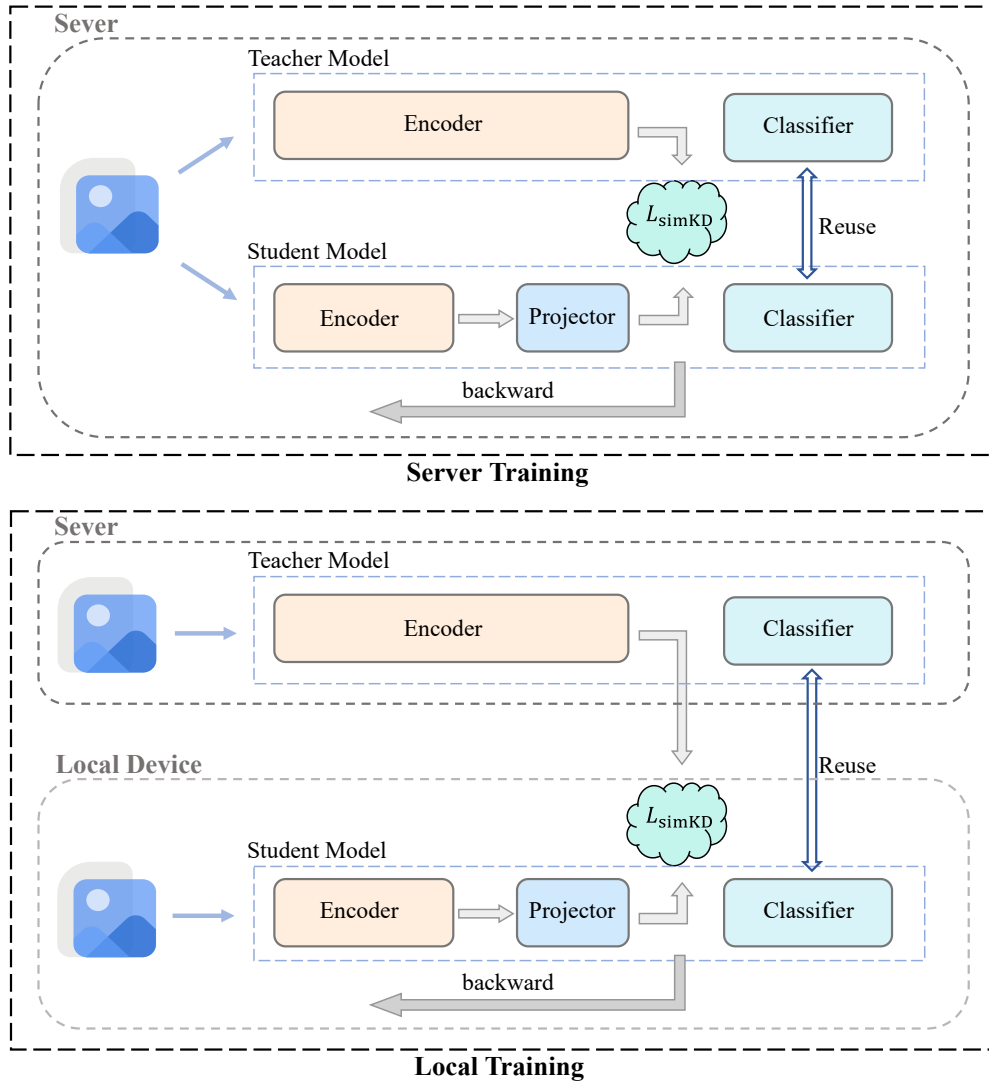 Sever
Teacher Model
Encoder
Classifier
L_simKD
Reuse
Student Model
Encoder
Projector
Classifier
backward
Server Training
Sever
Teacher Model
Encoder
Classifier
Local Device
Reuse
L_simKD
Student Model
Encoder
Projector
Classifier
backward
Local Training